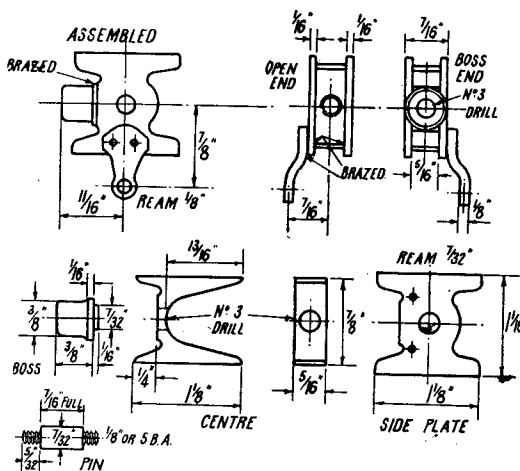 ASSEMBLED
BRAZED
7/8"
11/16"
REAM 1/8"
1/16" 1/16"
OPEN
END
7/16"
BOSS
END
Nº 3
DRILL
BRAZED
5/16"
7/16"
1/8"
1/16"
3/8"
7/32"
3/8" 1/16"
BOSS
13/16"
Nº 3
DRILL
1/4"
1 1/8"
CENTRE
7/8"
5/16"
REAM 7/32"
1 1/16"
1 1/8"
SIDE PLATE
7/16" FULL
7/32" 1/8" OR 5 B.A.
5/32"
PIN